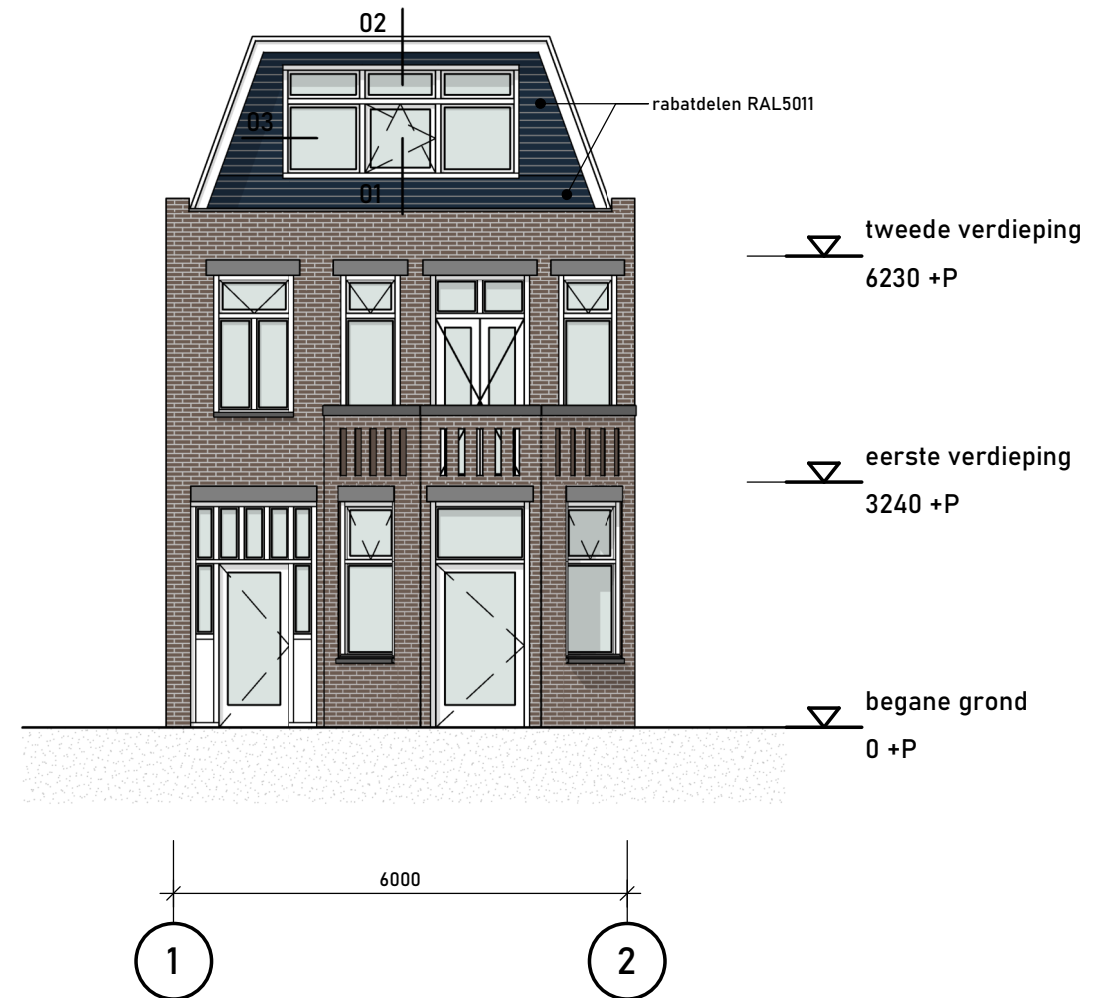 02
rabatdelen RAL5011
03
01
tweede verdieping
6230 +P
eerste verdieping
3240 +P
begane grond
0 +P
6000
1
2